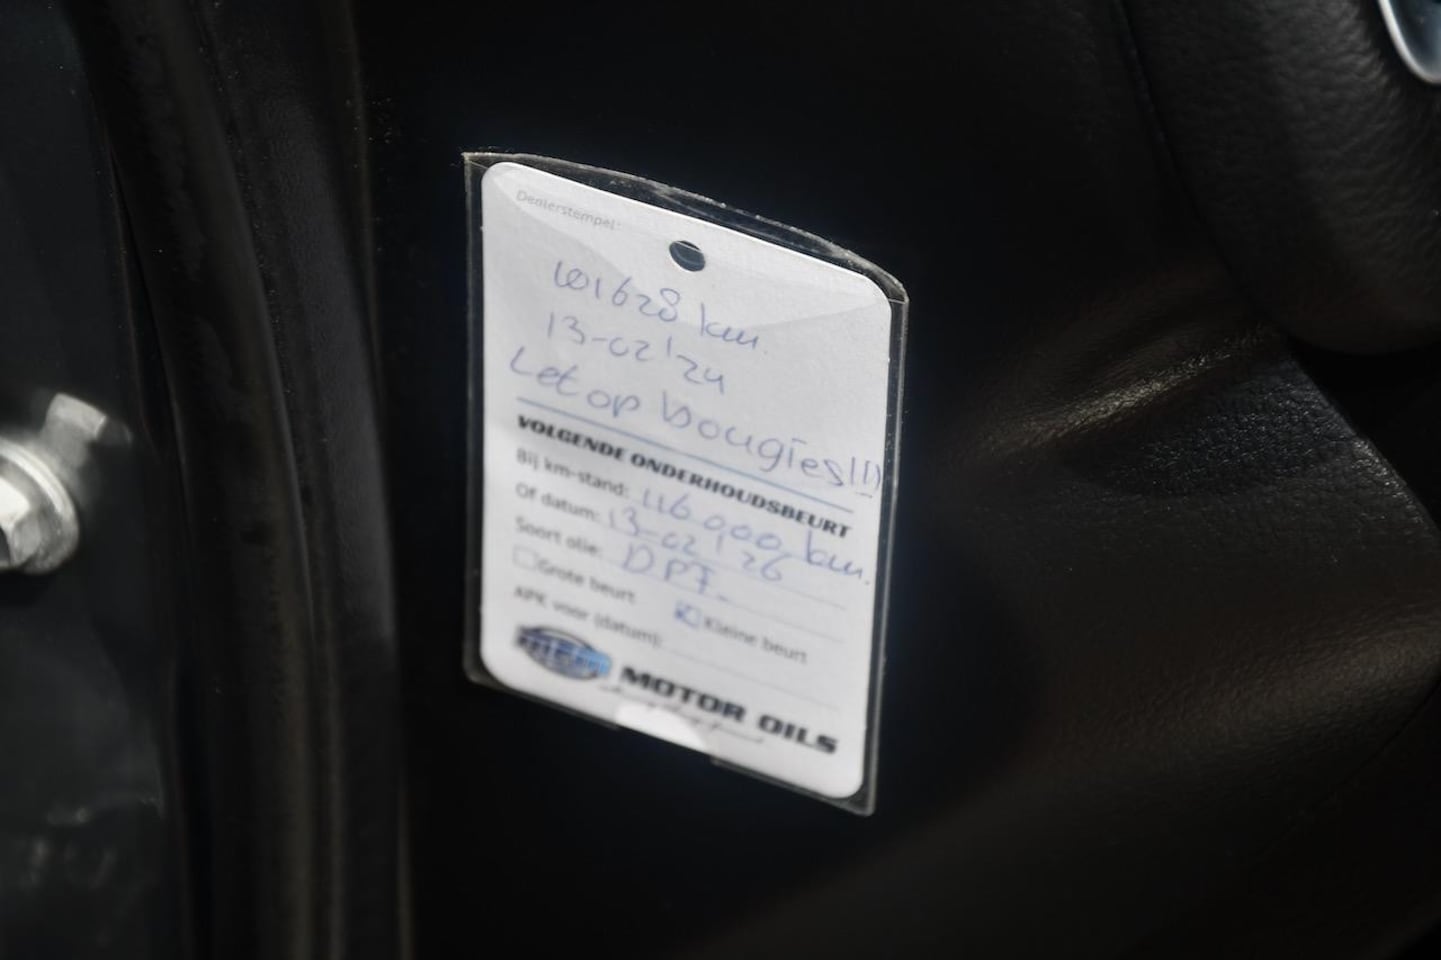 Dealerstempel:
101628 km.
13-02'24
Let op bougies!!!)
VOLGENDE ONDERHOUDSBEURT
Bij km-stand: 116.000 km.
Of datum: 13-02'26
Soort olie: DPF.
Grote beurt Kleine beurt
APK voor (datum):
MOTOR OILS